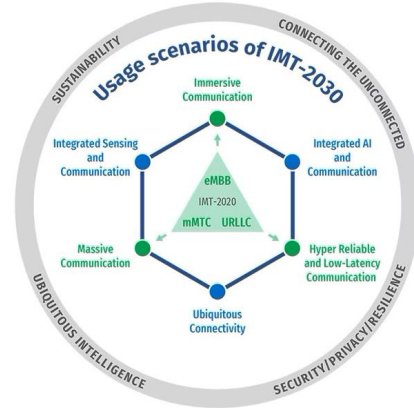 SUSTAINABILITY
CONNECTING THE UNCONNECTED
Usage scenarios of IMT-2030
Immersive
Communication
Integrated Sensing
and
Communication
Integrated AI
and
Communication
eMBB
IMT-2020
mMTC URLLC
Massive
Communication
Hyper Reliable
and Low-Latency
Communication
Ubiquitous
Connectivity
UBIQUITOUS INTELLIGENCE
SECURITY/PRIVACY/RESILIENCE